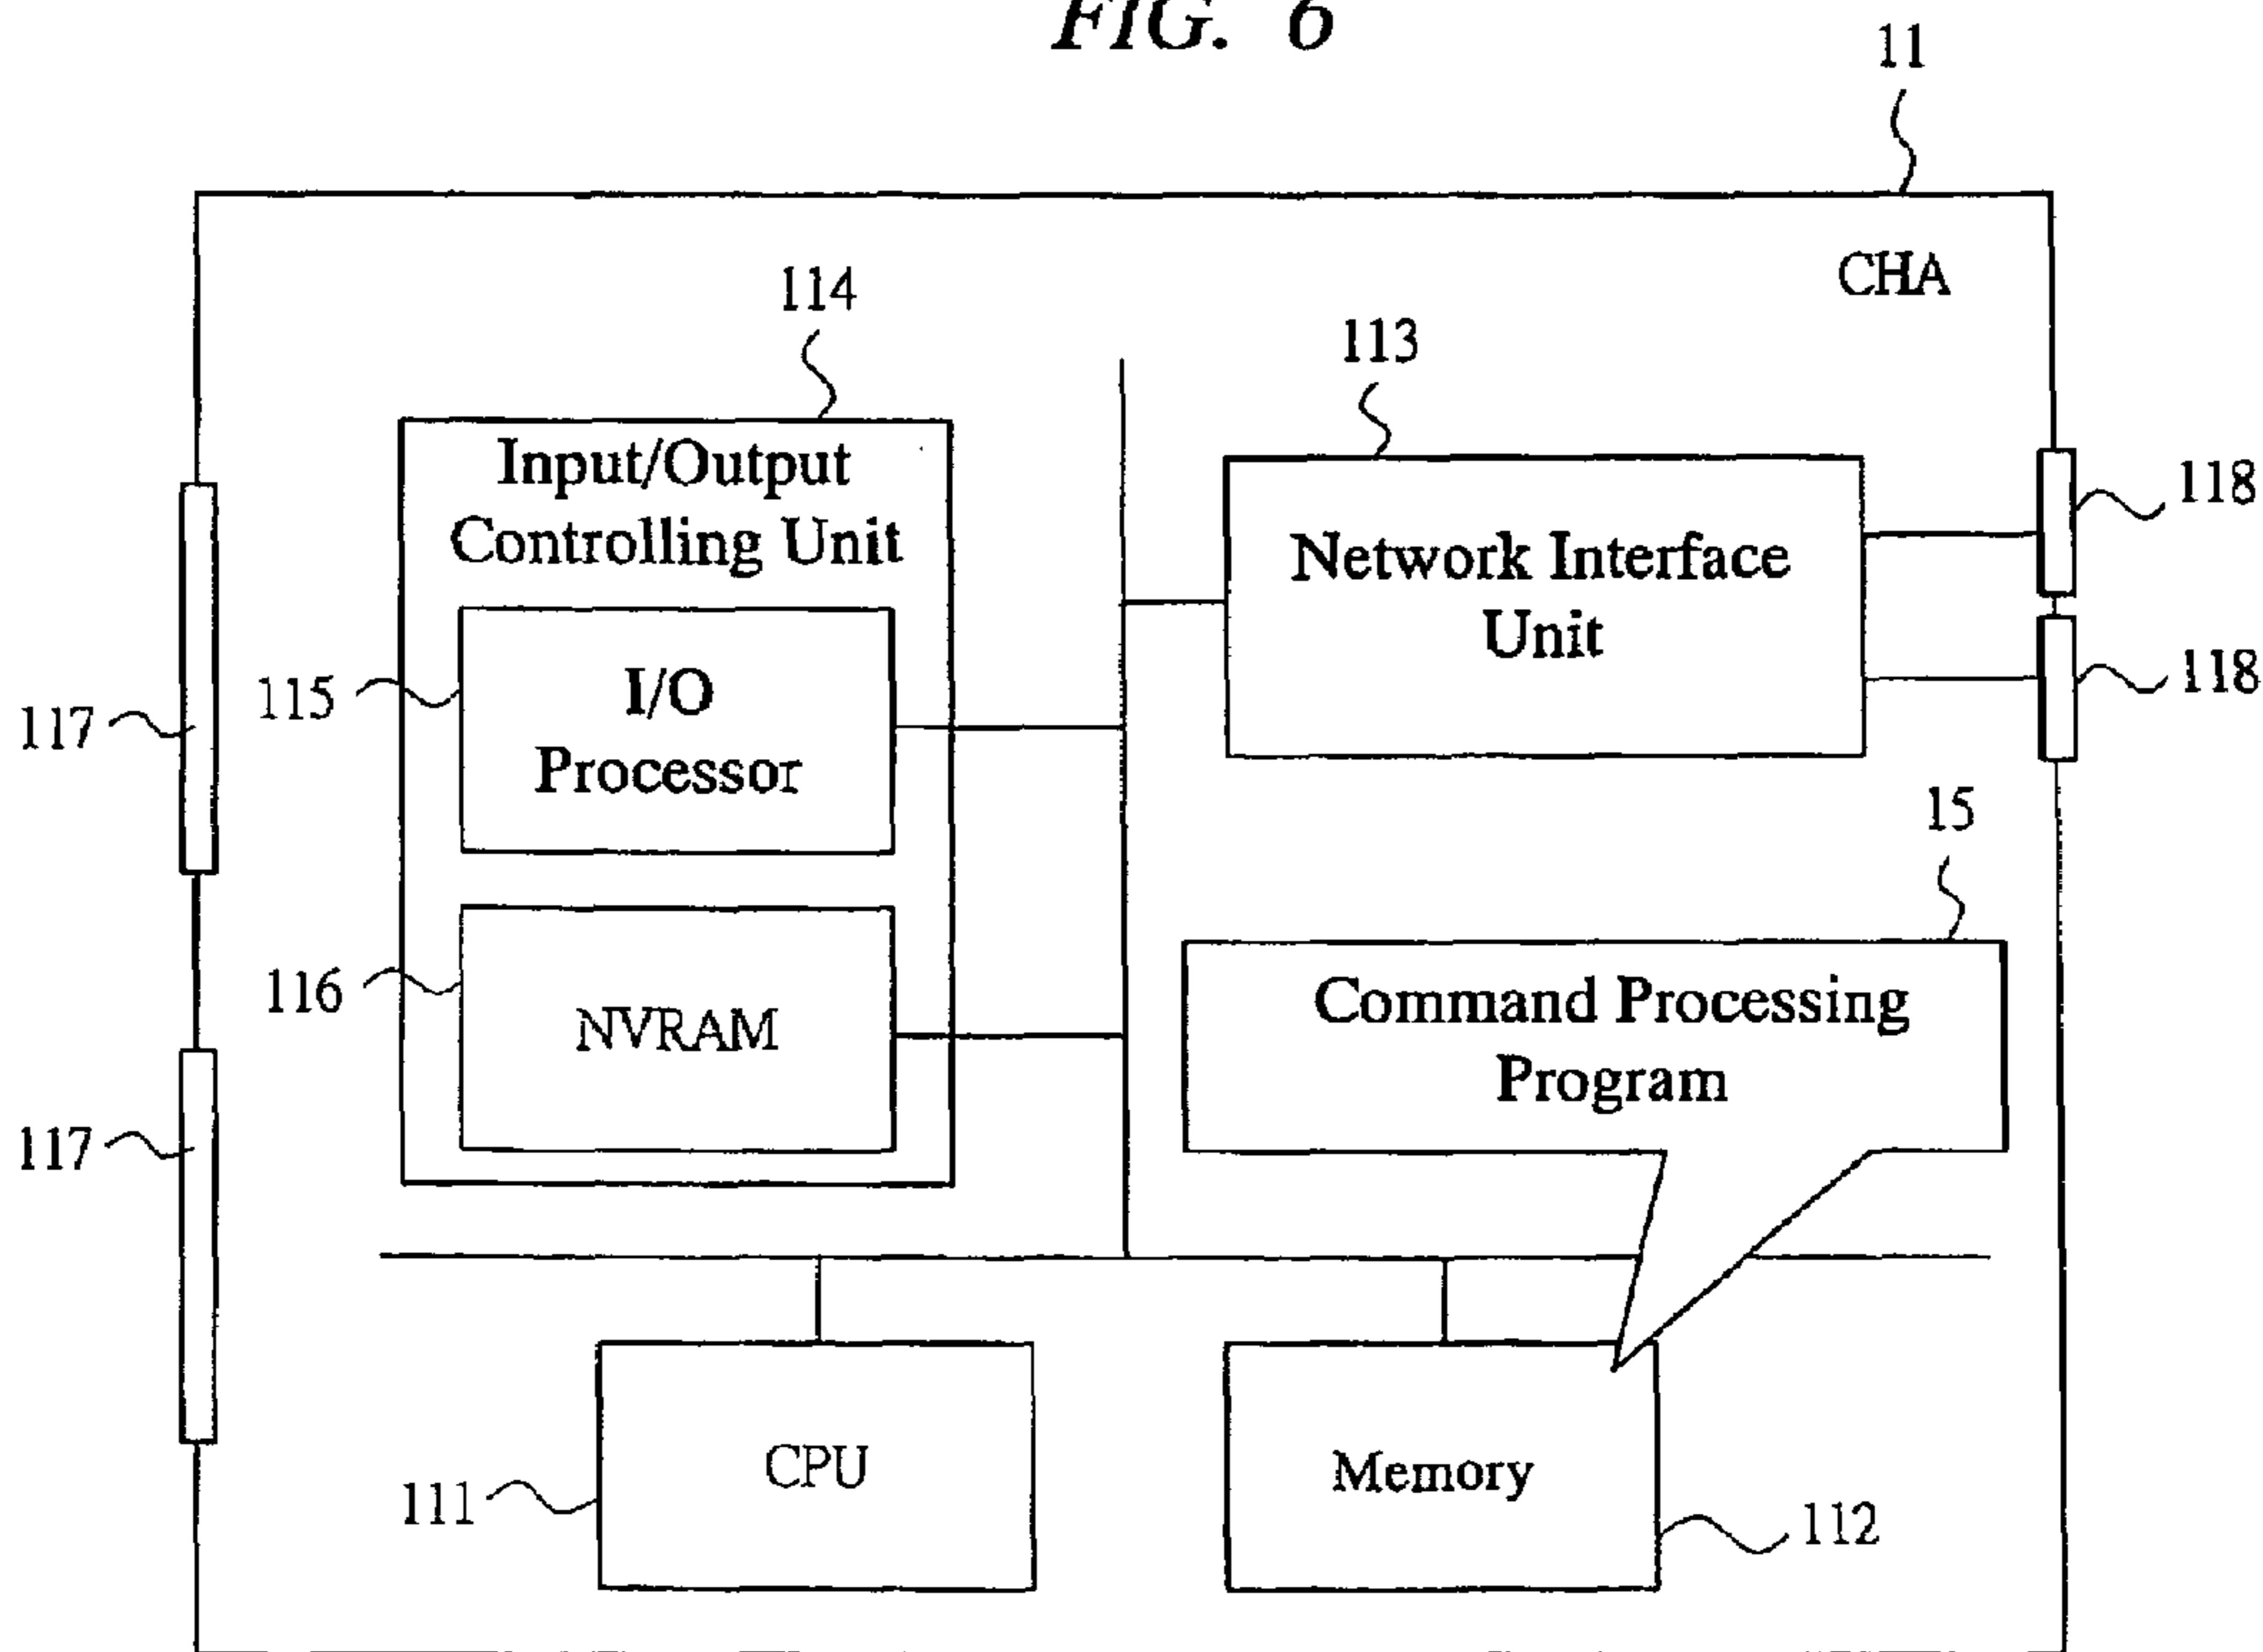 FIG. 6
11
CHA
114
113
Input/Output
Controlling Unit
118
Network Interface
Unit
118
115
I/O
Processor
117
15
116
NVRAM
Command Processing
Program
117
CPU
111
Memory
112